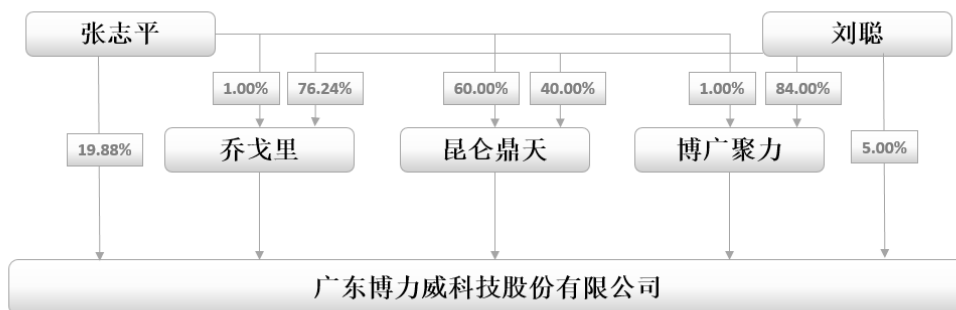 张志平
刘聪
1.00%
76.24%
60.00%
40.00%
1.00%
84.00%
19.88%
乔戈里
昆仑鼎天
博广聚力
5.00%
广东博力威科技股份有限公司